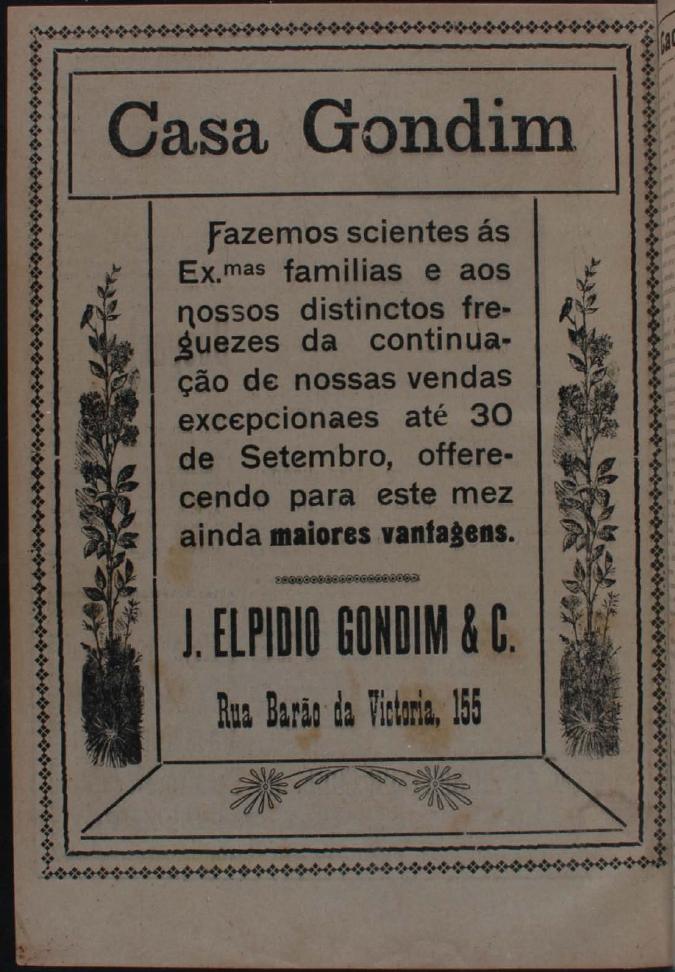 Casa Gondim
Fazemos scientes ás
Ex.mas familias e aos
nossos distinctos fre-
guezes da continua-
ção de nossas vendas
excepcionaes até 30
de Setembro, offere-
cendo para este mez
ainda maiores vantagens.
J. ELPIDIO GONDIM & C.
Rua Barão da Victoria, 155